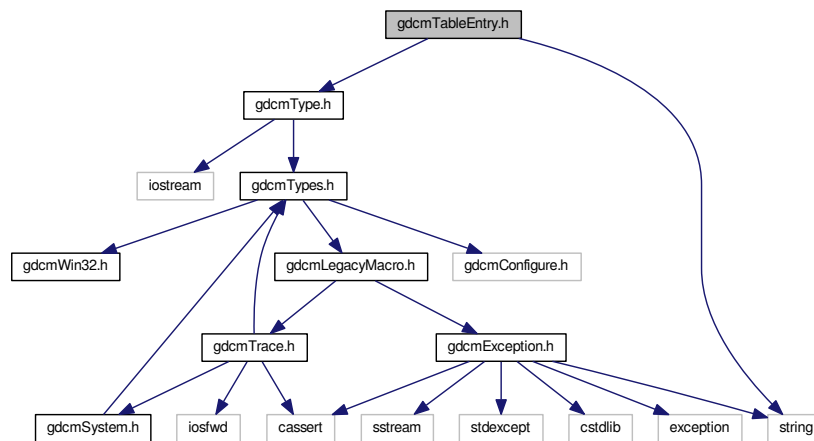 gdcmTableEntry.h
gdcmType.h
iostream
gdcmTypes.h
gdcmWin32.h
gdcmLegacyMacro.h
gdcmConfigure.h
gdcmTrace.h
gdcmException.h
gdcmSystem.h
iosfwd
cassert
sstream
stdexcept
cstdlib
exception
string